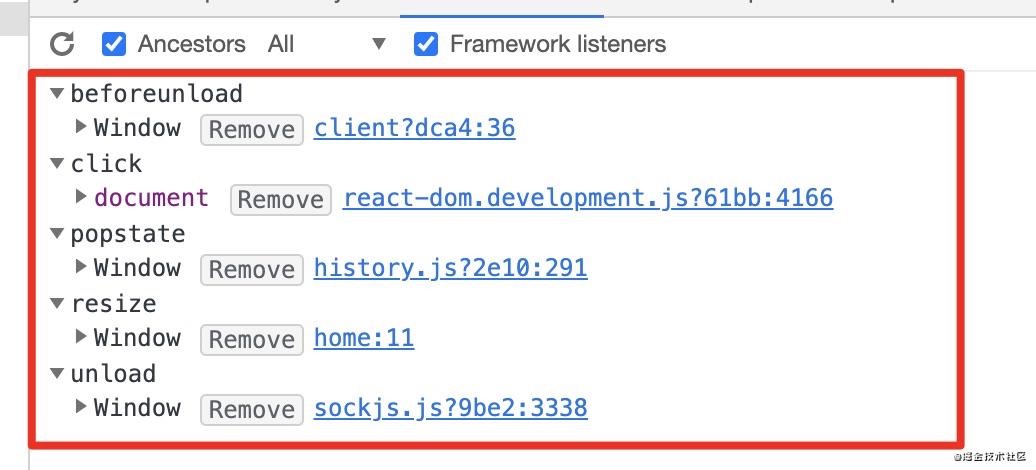 Ancestors All ▼ Framework listeners
▼ beforeunload
▶ Window Remove client?dca4:36
▼ click
▶ document Remove react-dom.development.js?61bb:4166
▼ popstate
▶ Window Remove history.js?2e10:291
▼ resize
▶ Window Remove home:11
▼ unload
▶ Window Remove sockjs.js?9be2:3338
@掘金技术社区